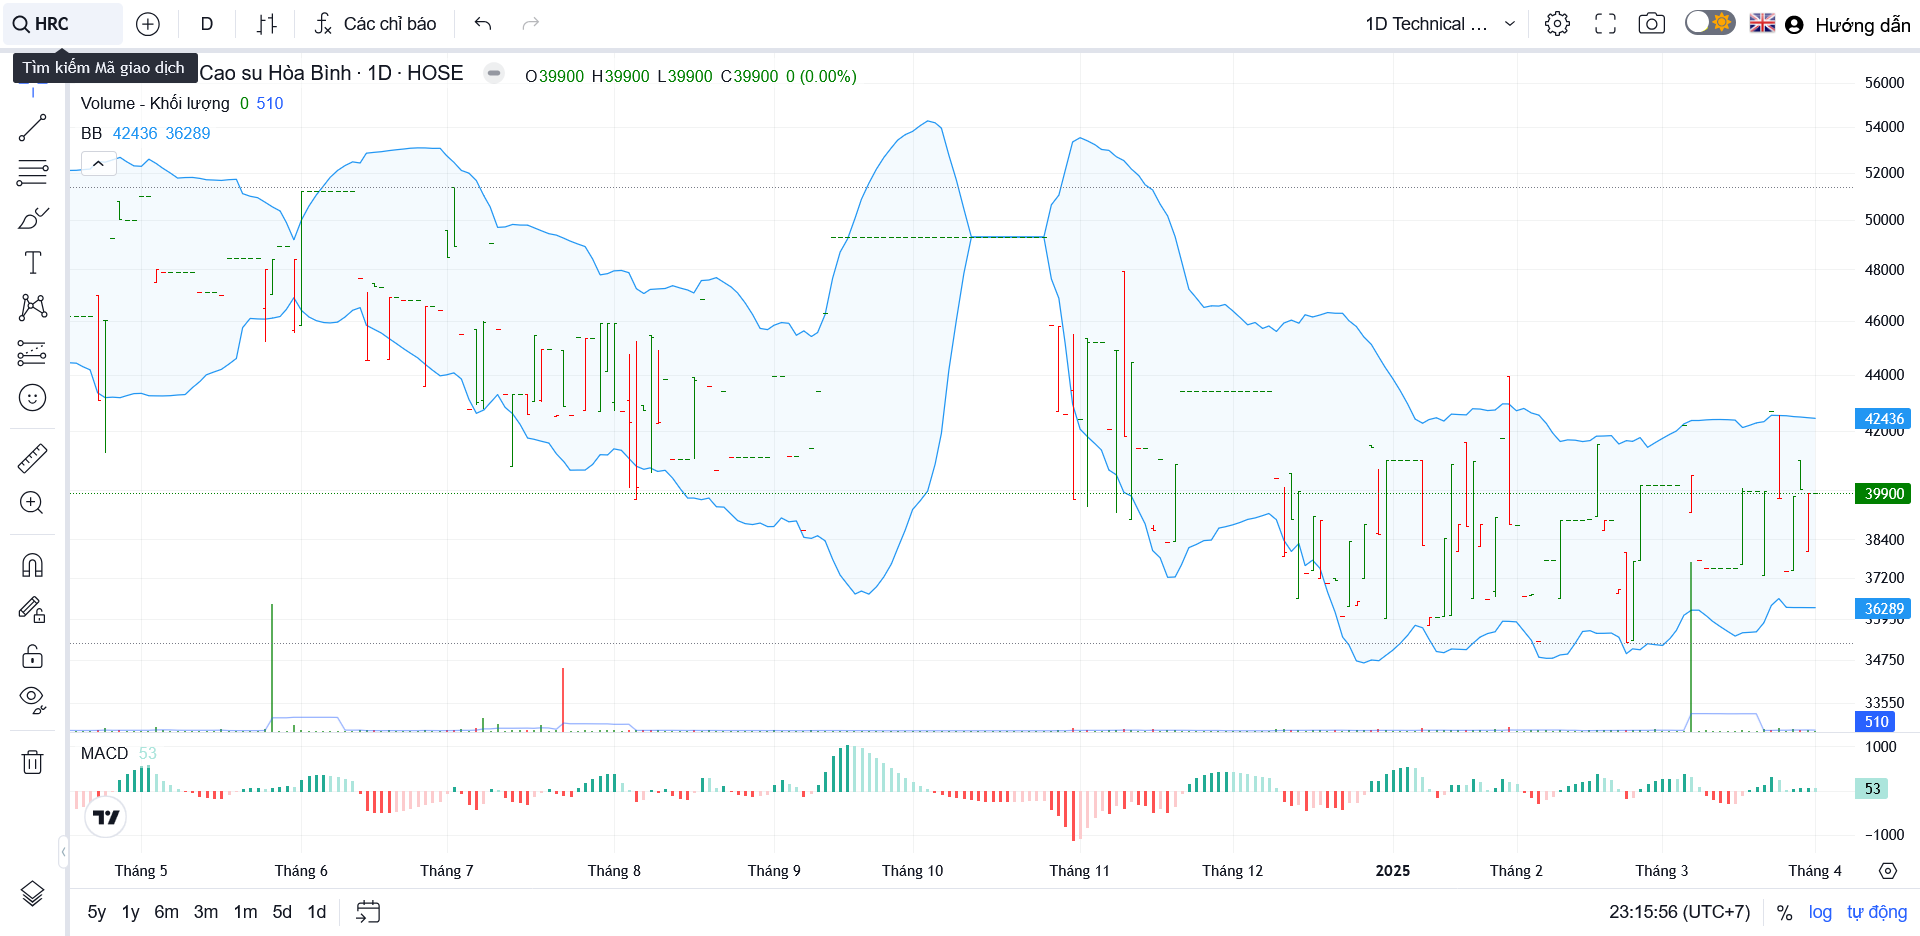 HRC D Các chỉ báo 1D Technical ... Hướng dẫn
Tìm kiếm Mã giao dịch
Cao su Hòa Bình · 1D · HOSE O39900 H39900 L39900 C39900 0 (0.00%)
Volume - Khối lượng 0 510
BB 42436 36289
56000
54000
52000
50000
48000
46000
44000
42436
42000
39900
38400
37200
36289
35950
34750
33550
510
MACD 53
1000
53
−1000
Tháng 5 Tháng 6 Tháng 7 Tháng 8 Tháng 9 Tháng 10 Tháng 11 Tháng 12 2025 Tháng 2 Tháng 3 Tháng 4
5y 1y 6m 3m 1m 5d 1d 23:15:56 (UTC+7) % log tự động